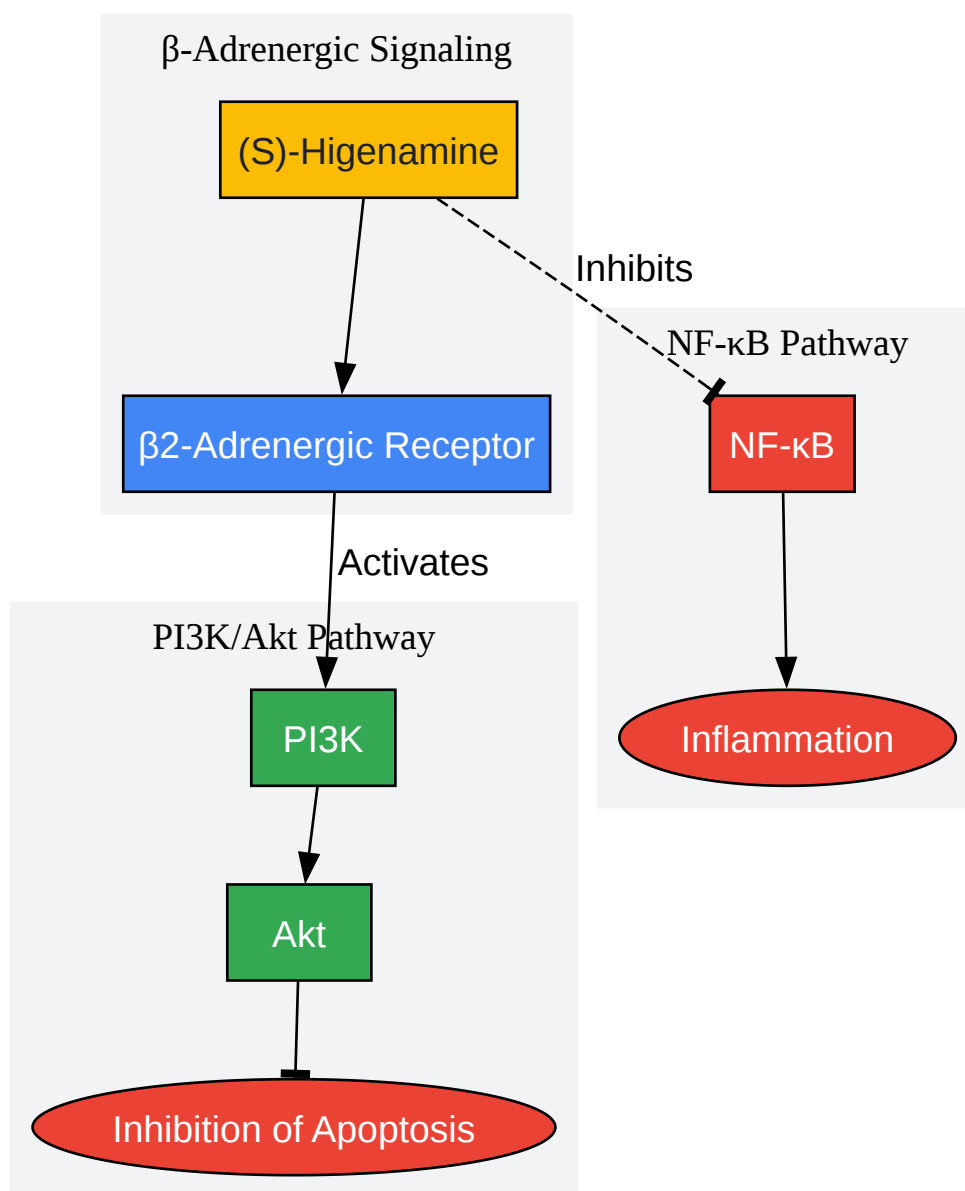 β-Adrenergic Signaling
(S)-Higenamine
Inhibits
NF-κB Pathway
β2-Adrenergic Receptor
NF-κB
Activates
PI3K/Akt Pathway
PI3K
Inflammation
Akt
Inhibition of Apoptosis